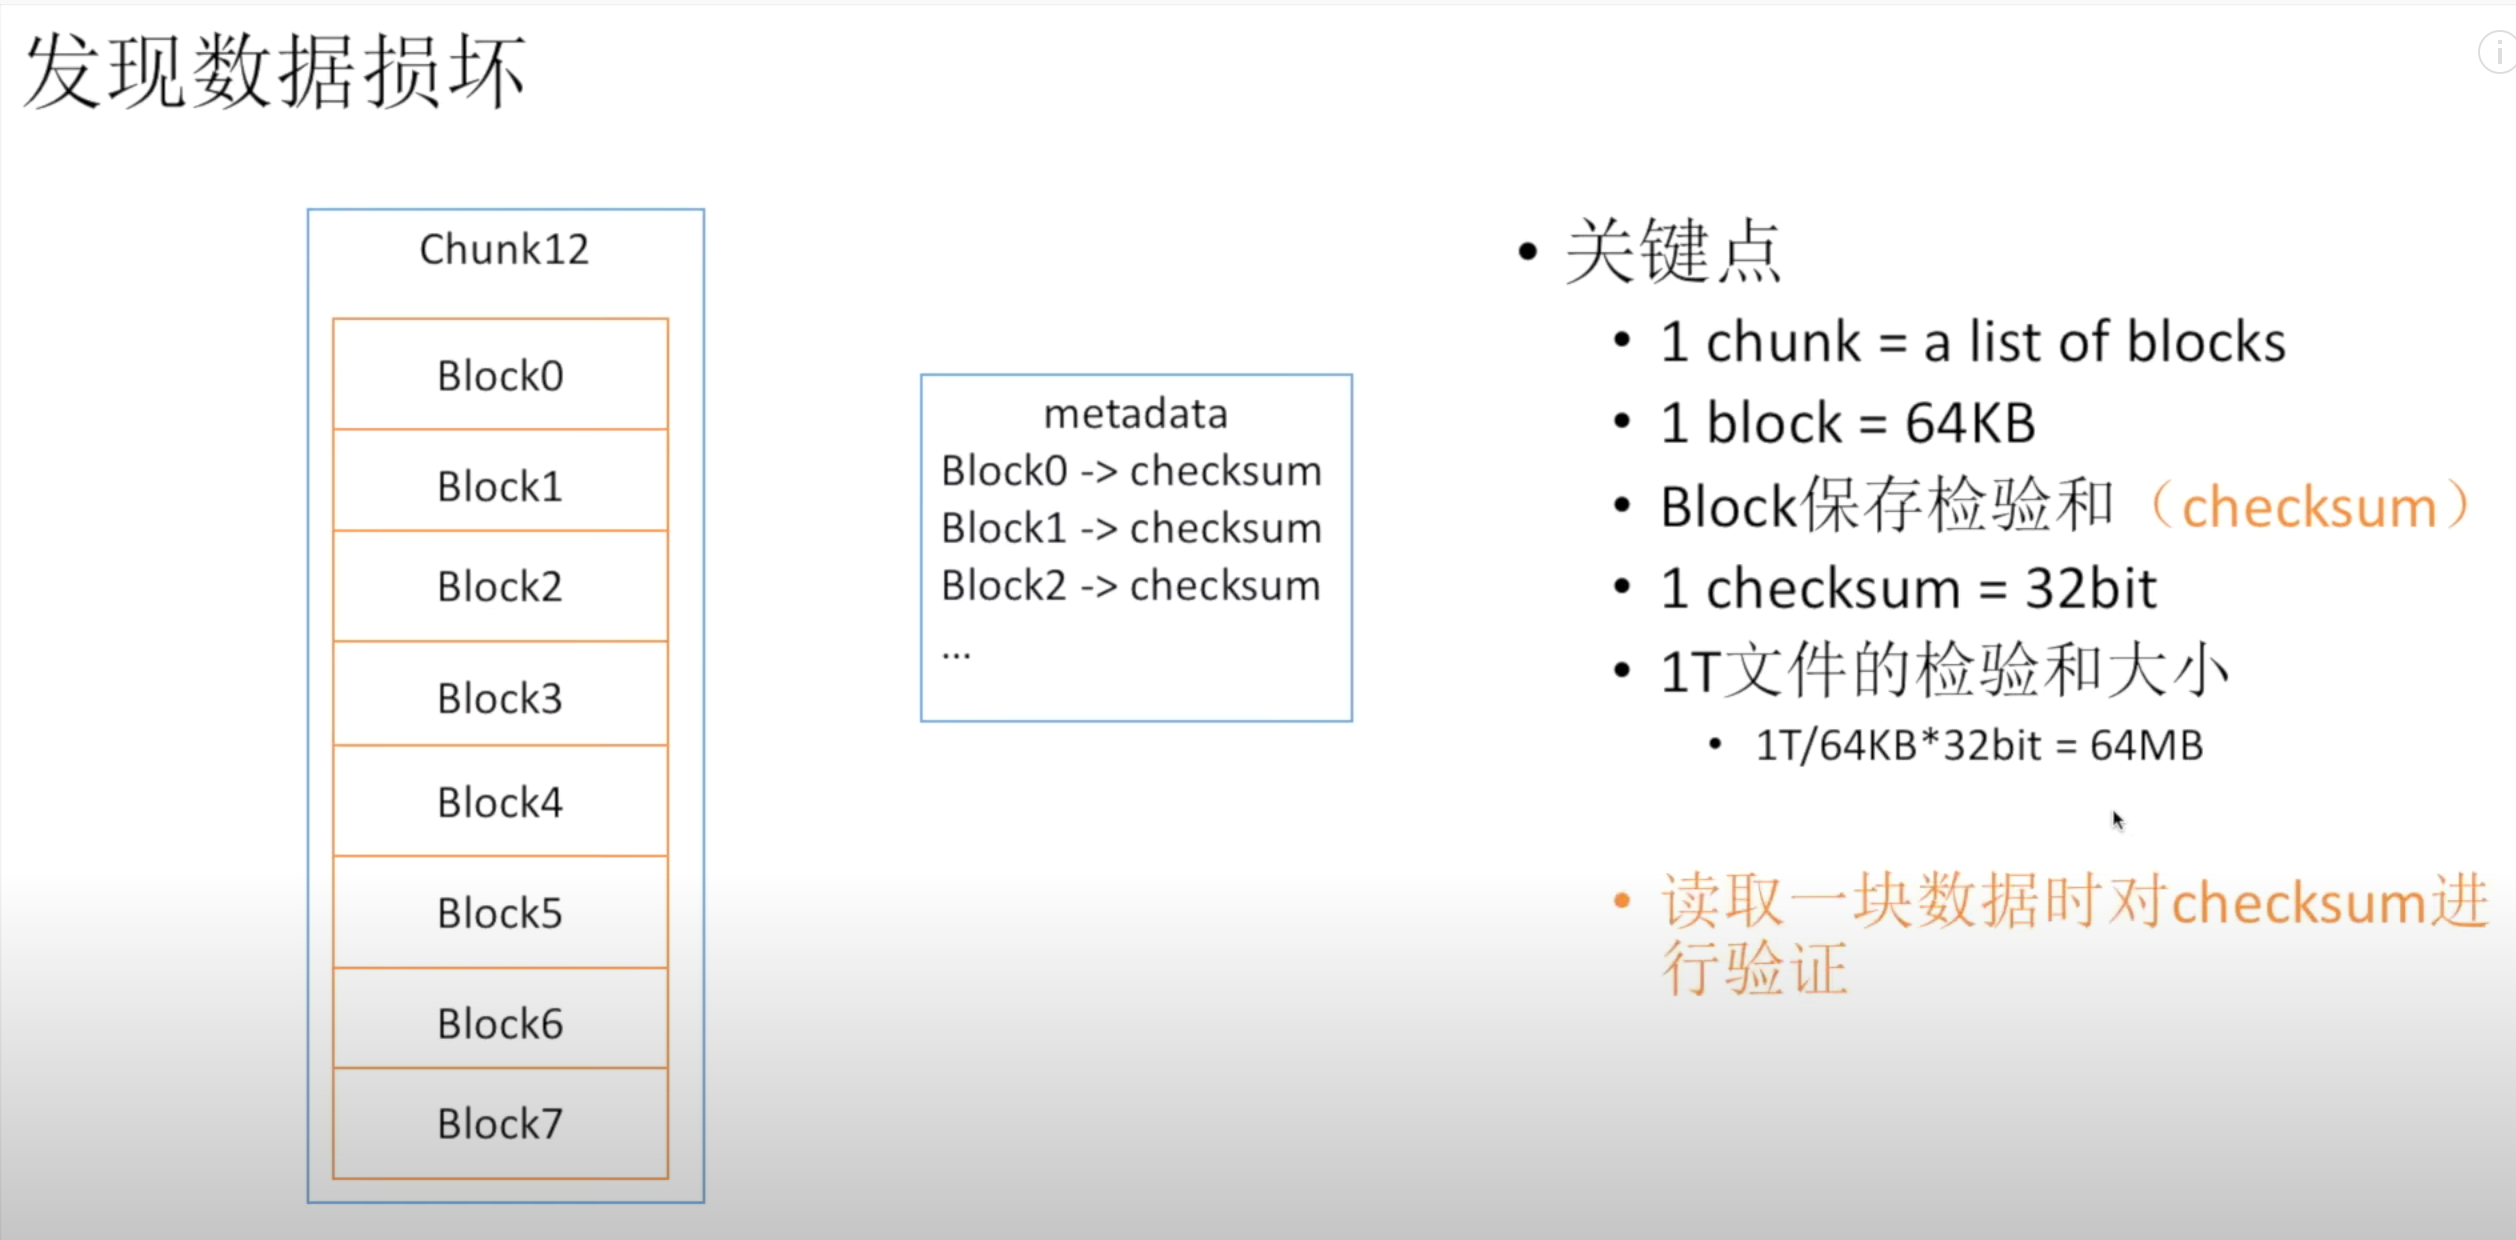 发现数据损坏
Chunk12
Block0
Block1
Block2
Block3
Block4
Block5
Block6
Block7
metadata
Block0 -> checksum
Block1 -> checksum
Block2 -> checksum
...
• 关键点
• 1 chunk = a list of blocks
• 1 block = 64KB
• Block保存检验和（checksum）
• 1 checksum = 32bit
• 1T文件的检验和大小
• 1T/64KB*32bit = 64MB
• 读取一块数据时对checksum进
行验证